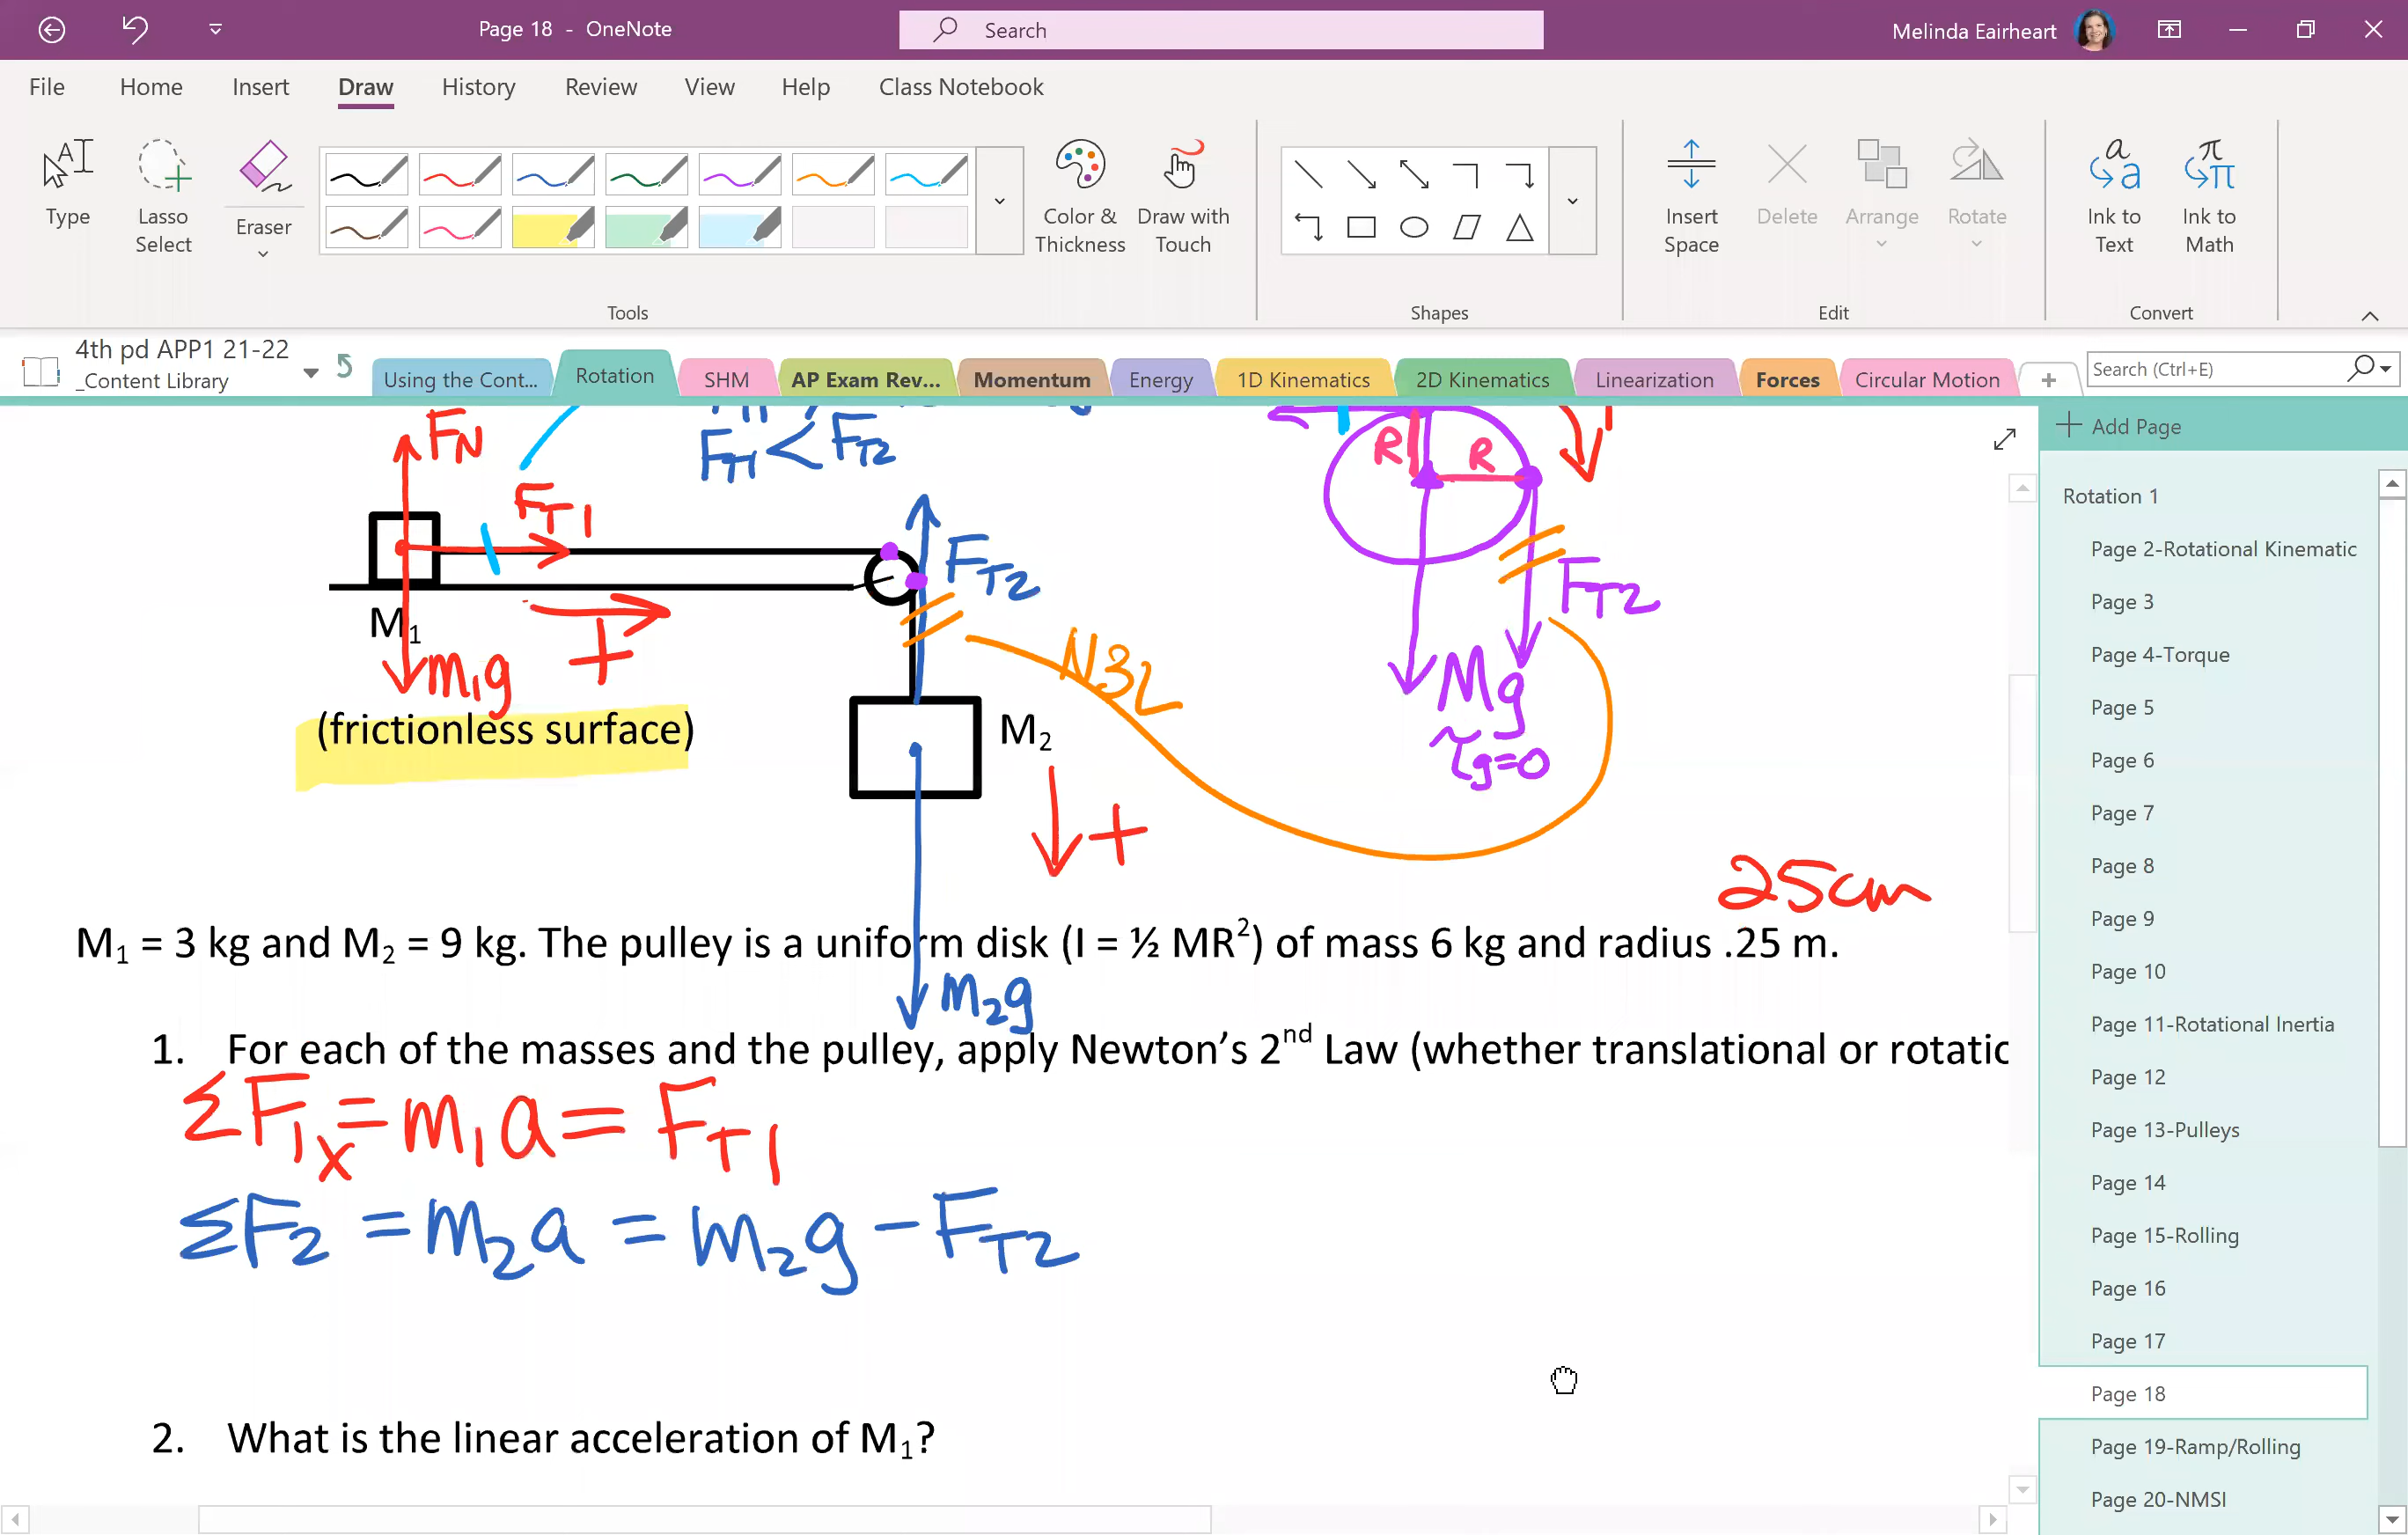 Page 18 - OneNote
Search
Melinda Eairheart
File Home Insert Draw History Review View Help Class Notebook
Type
Lasso Select
Eraser
Color & Thickness
Draw with Touch
Insert Space
Delete
Arrange
Rotate
Ink to Text
Ink to Math
Tools
Shapes
Edit
Convert
4th pd APP1 21-22
_Content Library
Using the Cont...
Rotation
SHM
AP Exam Rev...
Momentum
Energy
1D Kinematics
2D Kinematics
Linearization
Forces
Circular Motion
Search (Ctrl+E)
Add Page
Rotation 1
Page 2-Rotational Kinematic
Page 3
Page 4-Torque
Page 5
Page 6
Page 7
Page 8
Page 9
Page 10
Page 11-Rotational Inertia
Page 12
Page 13-Pulleys
Page 14
Page 15-Rolling
Page 16
Page 17
Page 18
Page 19-Ramp/Rolling
Page 20-NMSI
FN
FT1 < FT2
R
R
FT1
FT2
FT2
M₁
+
m₁g
N3L
Mg
(frictionless surface)
M₂
τg=0
+
25cm
M₁ = 3 kg and M₂ = 9 kg. The pulley is a uniform disk (I = ½ MR²) of mass 6 kg and radius .25 m.
m₂g
1. For each of the masses and the pulley, apply Newton's 2nd Law (whether translational or rotatic
ΣF₁x = m₁a = FT1
ΣF₂ = m₂a = m₂g - FT2
2. What is the linear acceleration of M₁?